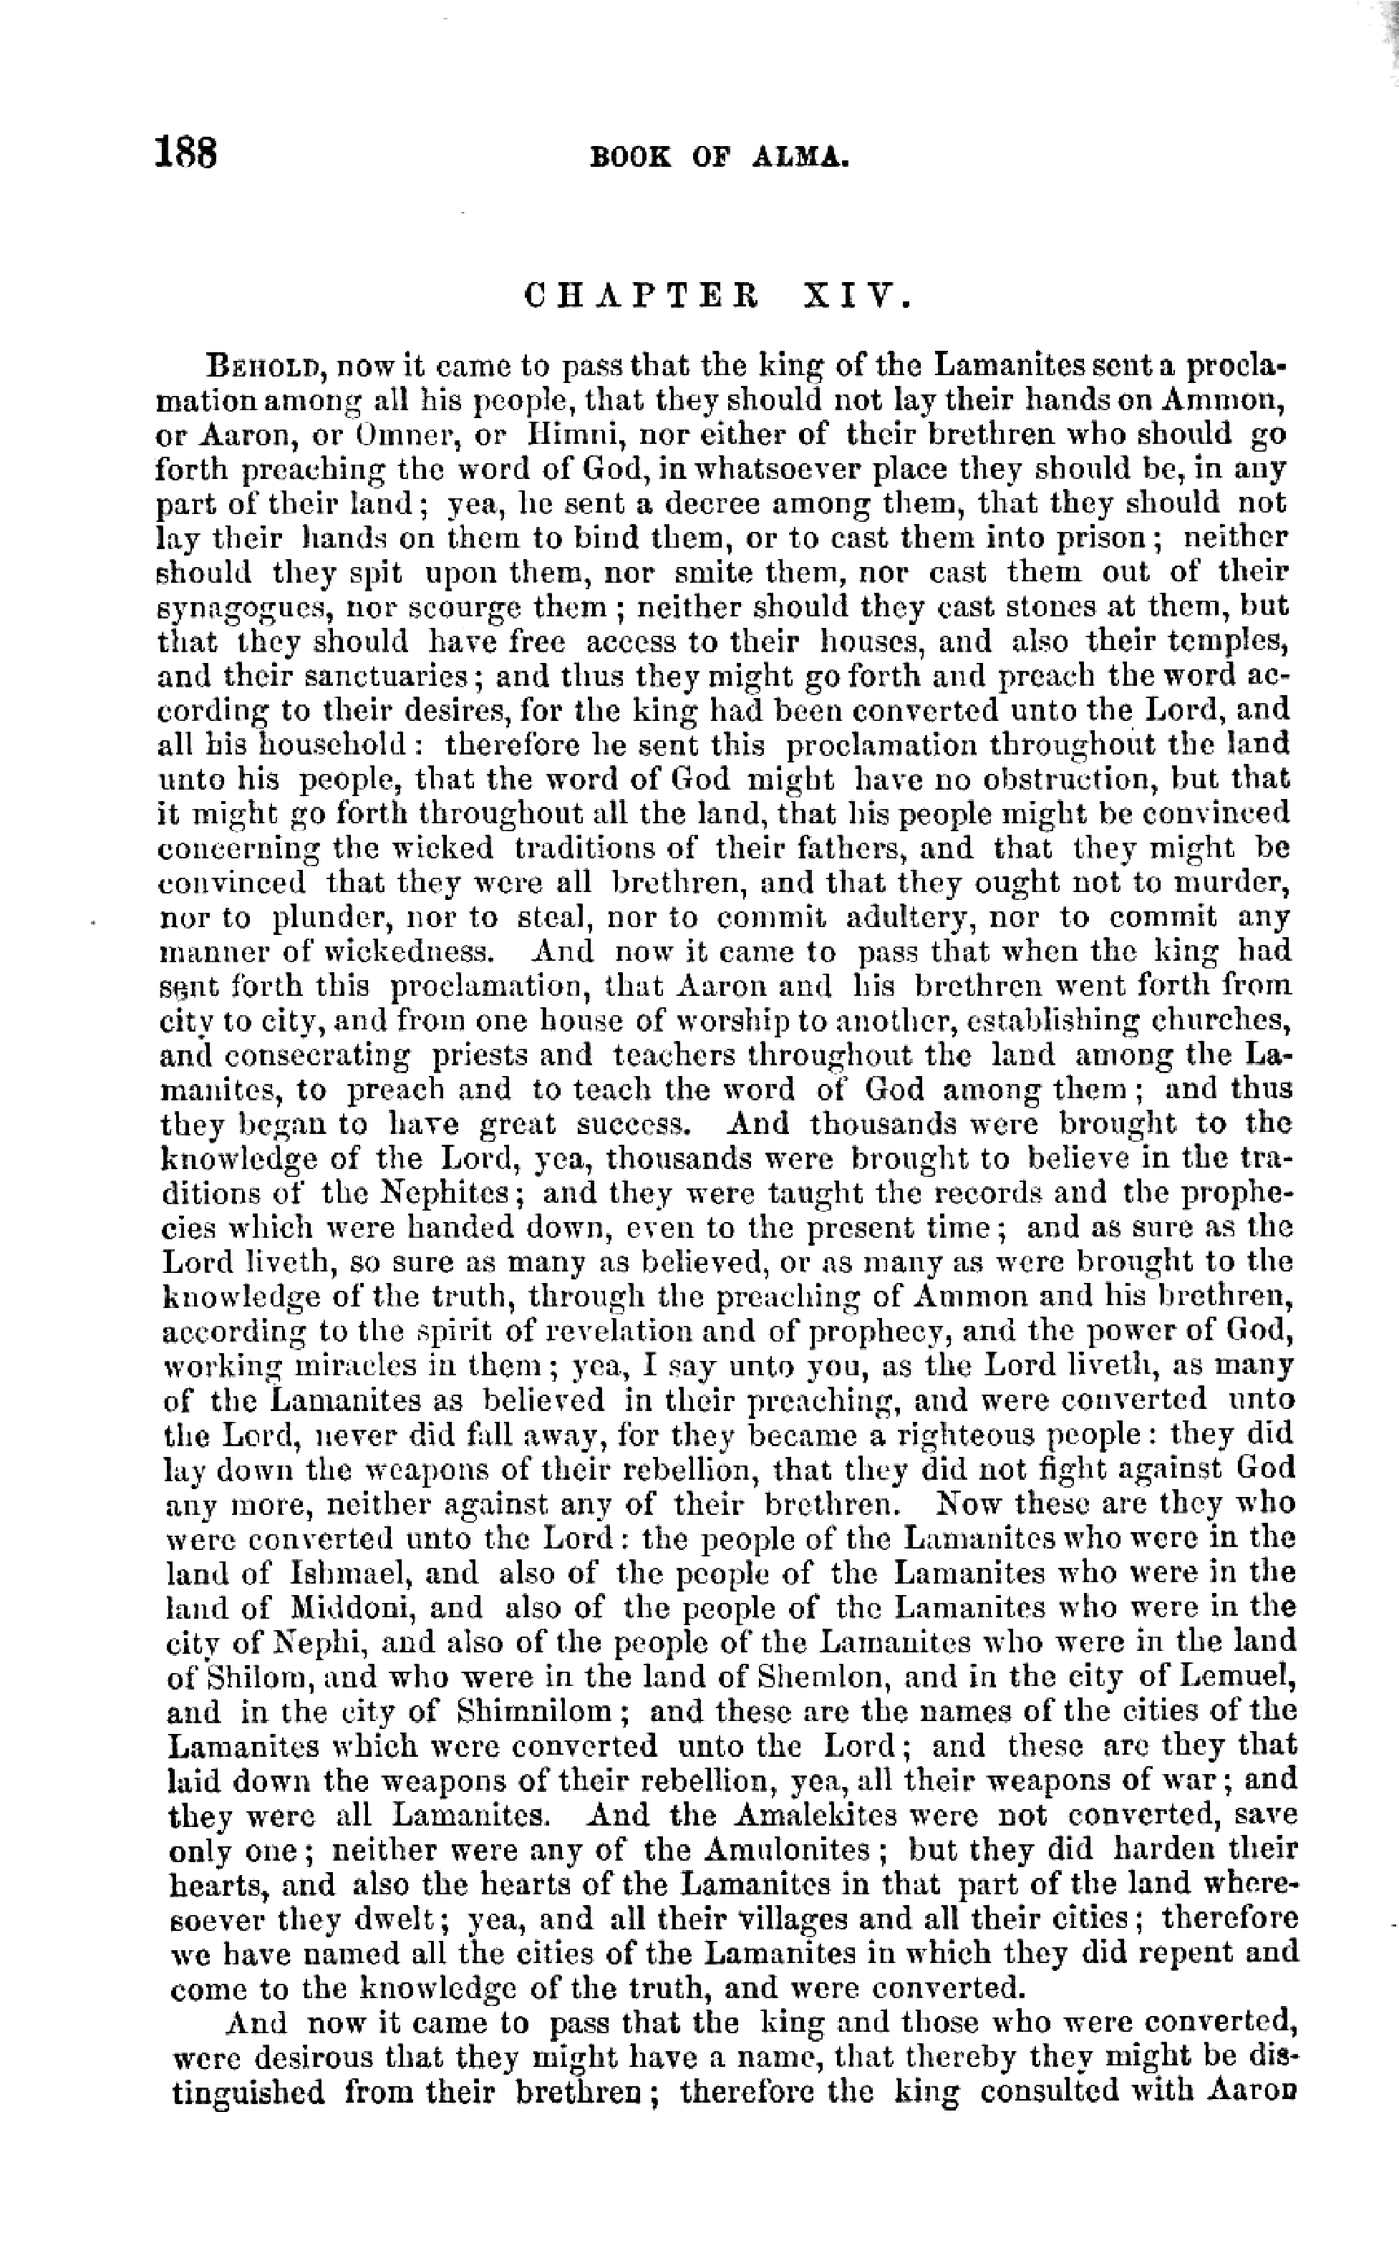 188 BOOK OF ALMA.
CHAPTER XIV.
BEHOLD, now it came to pass that the king of the Lamanites sent a procla-
mation among all his people, that they should not lay their hands on Ammon,
or Aaron, or Omner, or Himni, nor either of their brethren who should go
forth preaching the word of God, in whatsoever place they should be, in any
part of their land; yea, he sent a decree among them, that they should not
lay their hands on them to bind them, or to cast them into prison; neither
should they spit upon them, nor smite them, nor cast them out of their
synagogues, nor scourge them; neither should they cast stones at them, but
that they should have free access to their houses, and also their temples,
and their sanctuaries; and thus they might go forth and preach the word ac-
cording to their desires, for the king had been converted unto the Lord, and
all his household: therefore he sent this proclamation throughout the land
unto his people, that the word of God might have no obstruction, but that
it might go forth throughout all the land, that his people might be convinced
concerning the wicked traditions of their fathers, and that they might be
convinced that they were all brethren, and that they ought not to murder,
nor to plunder, nor to steal, nor to commit adultery, nor to commit any
manner of wickedness. And now it came to pass that when the king had
sent forth this proclamation, that Aaron and his brethren went forth from
city to city, and from one house of worship to another, establishing churches,
and consecrating priests and teachers throughout the land among the La-
manites, to preach and to teach the word of God among them; and thus
they began to have great success. And thousands were brought to the
knowledge of the Lord, yea, thousands were brought to believe in the tra-
ditions of the Nephites; and they were taught the records and the prophe-
cies which were handed down, even to the present time; and as sure as the
Lord liveth, so sure as many as believed, or as many as were brought to the
knowledge of the truth, through the preaching of Ammon and his brethren,
according to the spirit of revelation and of prophecy, and the power of God,
working miracles in them; yea, I say unto you, as the Lord liveth, as many
of the Lamanites as believed in their preaching, and were converted unto
the Lord, never did fall away, for they became a righteous people: they did
lay down the weapons of their rebellion, that they did not fight against God
any more, neither against any of their brethren. Now these are they who
were converted unto the Lord: the people of the Lamanites who were in the
land of Ishmael, and also of the people of the Lamanites who were in the
land of Middoni, and also of the people of the Lamanites who were in the
city of Nephi, and also of the people of the Lamanites who were in the land
of Shilom, and who were in the land of Shemlon, and in the city of Lemuel,
and in the city of Shimnilom; and these are the names of the cities of the
Lamanites which were converted unto the Lord; and these are they that
laid down the weapons of their rebellion, yea, all their weapons of war; and
they were all Lamanites. And the Amalekites were not converted, save
only one; neither were any of the Amulonites; but they did harden their
hearts, and also the hearts of the Lamanites in that part of the land where-
soever they dwelt; yea, and all their villages and all their cities; therefore
we have named all the cities of the Lamanites in which they did repent and
come to the knowledge of the truth, and were converted.
And now it came to pass that the king and those who were converted,
were desirous that they might have a name, that thereby they might be dis-
tinguished from their brethren; therefore the king consulted with Aaron